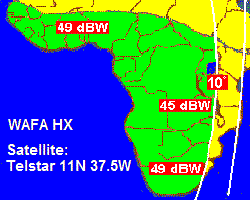 49 dBW
10°
45 dBW
WAFA HX
Satellite:
Telstar 11N 37.5W
49 dBW